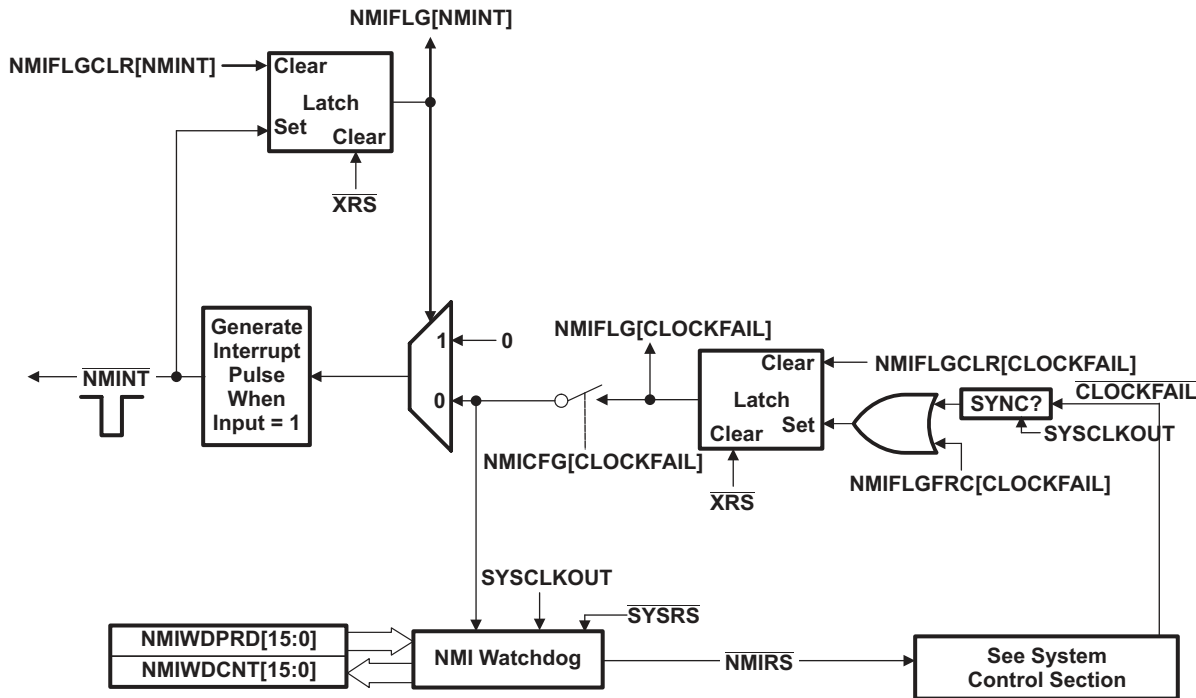 NMIFLG[NMINT]
NMIFLGCLR[NMINT]
Clear
Latch
Set
Clear
XRS
Generate
Interrupt
Pulse
When
Input = 1
NMINT
1
0
0
NMIFLG[CLOCKFAIL]
NMICFG[CLOCKFAIL]
Clear
Latch
Set
Clear
XRS
NMIFLGCLR[CLOCKFAIL]
CLOCKFAIL
SYNC?
SYSCLKOUT
NMIFLGFRC[CLOCKFAIL]
SYSCLKOUT
SYSRS
NMIWDPRD[15:0]
NMIWDCNT[15:0]
NMI Watchdog
NMIRS
See System
Control Section